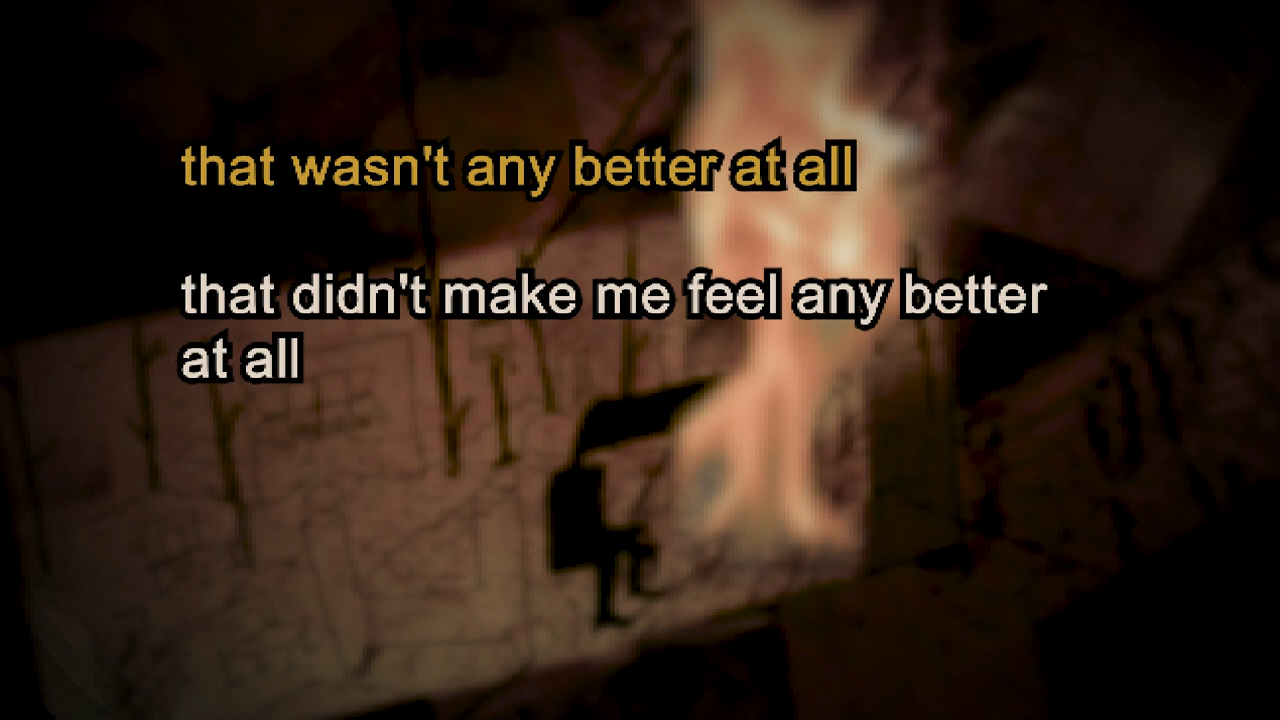 that wasn't any better at all
that didn't make me feel any better
at all